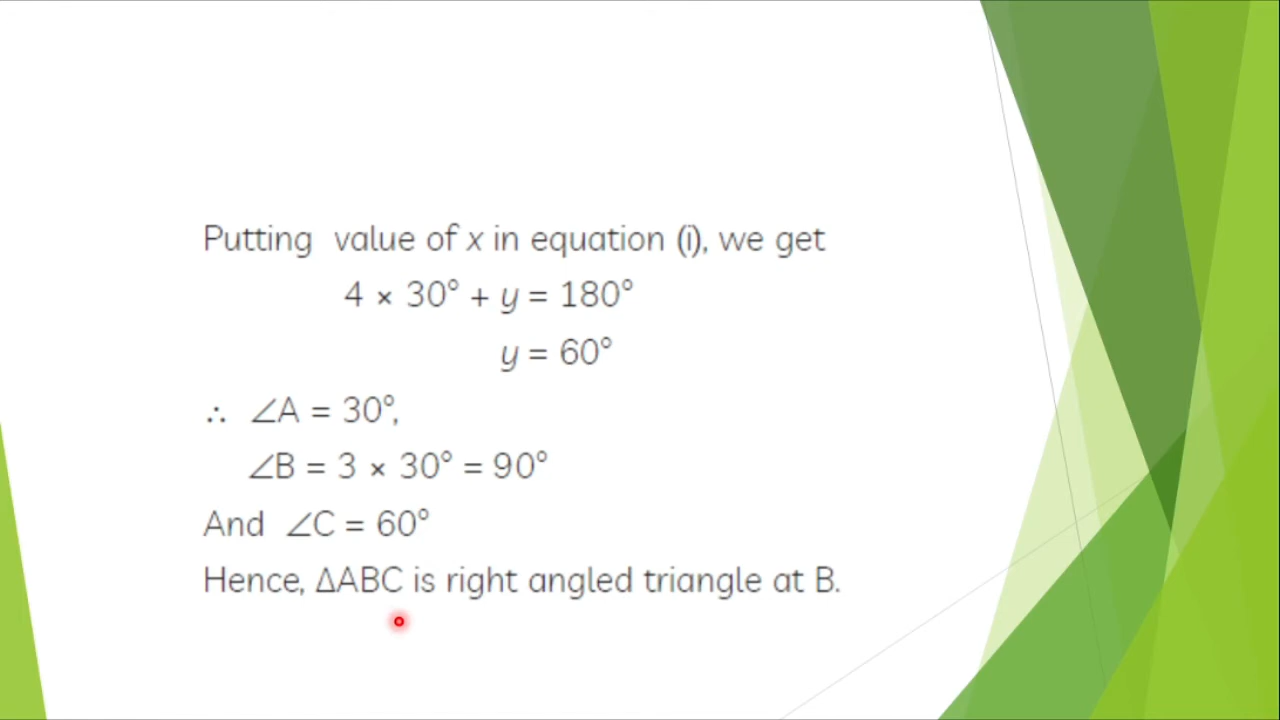 Putting value of x in equation (i), we get
4 × 30° + y = 180°
y = 60°
∴ ∠A = 30°,
∠B = 3 × 30° = 90°
And ∠C = 60°
Hence, ΔABC is right angled triangle at B.